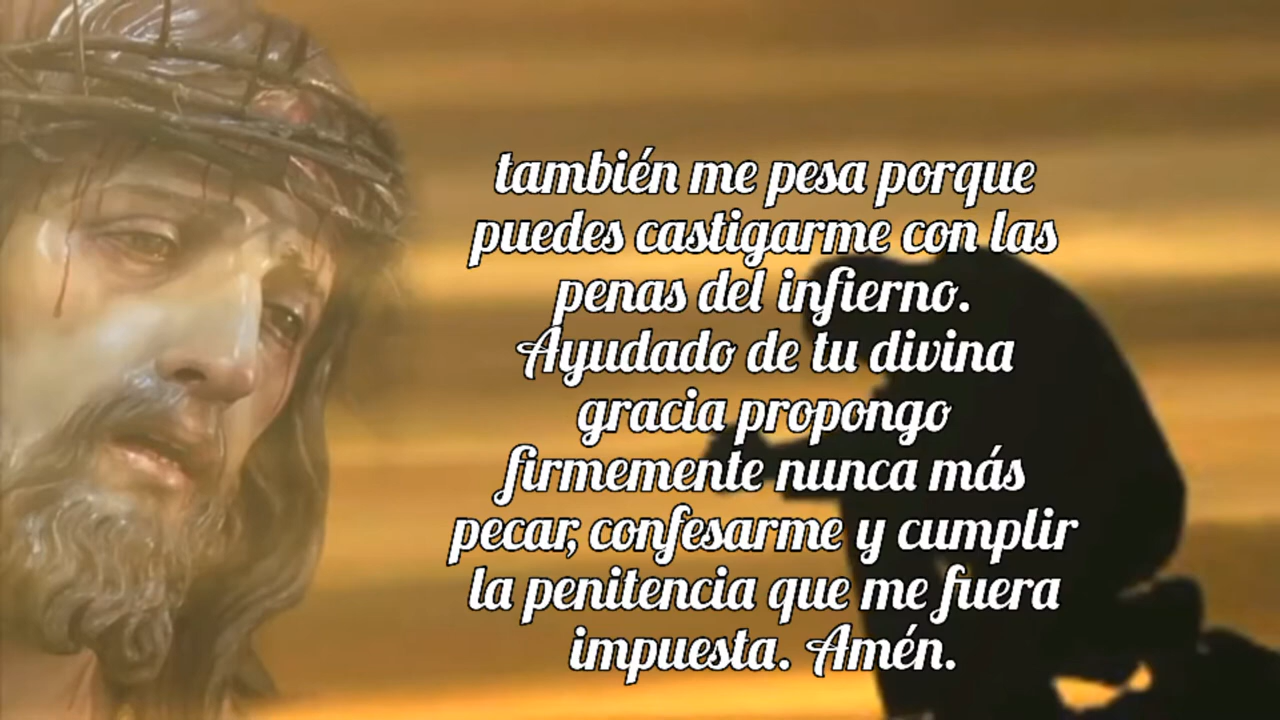 también me pesa porque
puedes castigarme con las
penas del infierno.
Ayudado de tu divina
gracia propongo
firmemente nunca más
pecar, confesarme y cumplir
la penitencia que me fuera
impuesta. Amén.